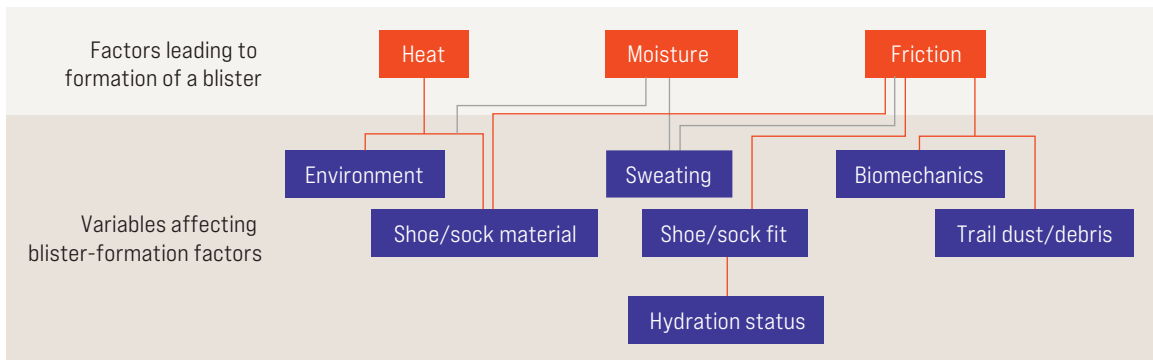 Factors leading to
formation of a blister
Heat
Moisture
Friction
Variables affecting
blister-formation factors
Environment
Sweating
Biomechanics
Shoe/sock material
Shoe/sock fit
Trail dust/debris
Hydration status